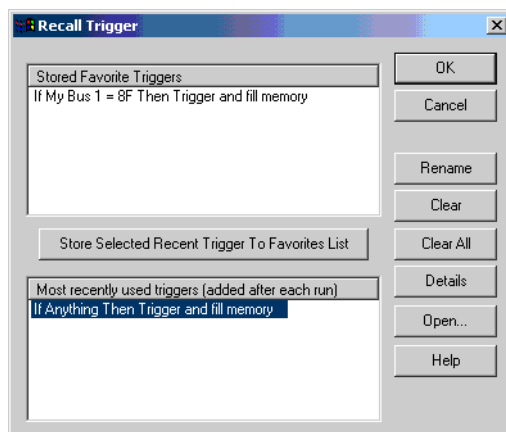 Recall Trigger
Stored Favorite Triggers
If My Bus 1 = 8F Then Trigger and fill memory
Store Selected Recent Trigger To Favorites List
Most recently used triggers (added after each run)
If Anything Then Trigger and fill memory
OK
Cancel
Rename
Clear
Clear All
Details
Open...
Help